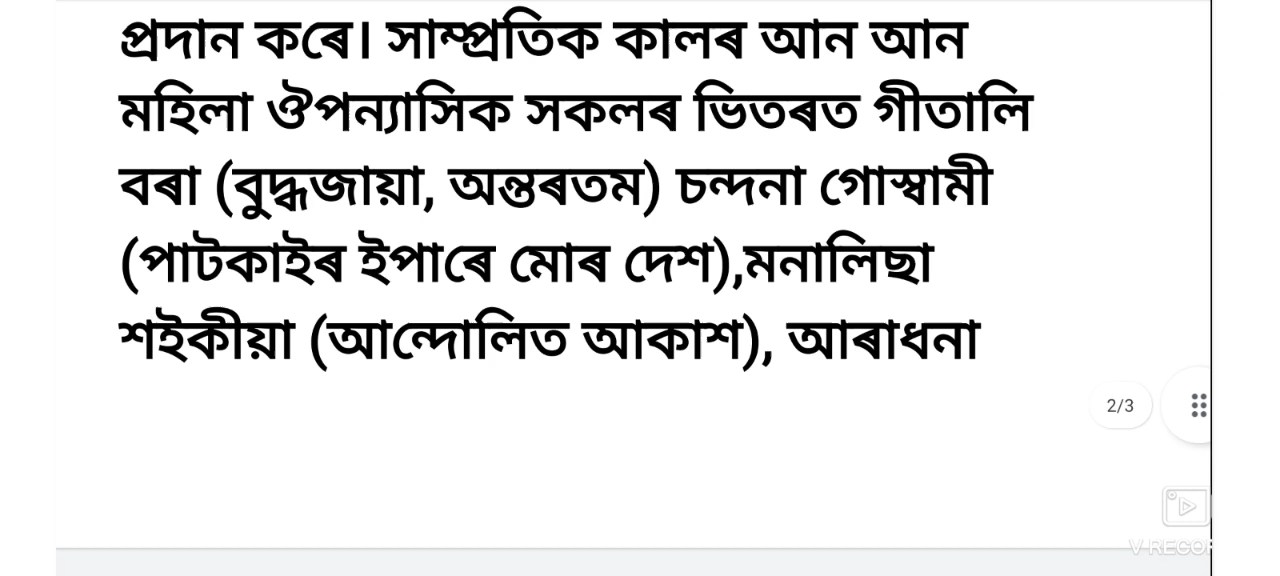 প্ৰদান কৰে। সাম্প্ৰতিক কালৰ আন আন
মহিলা ঔপন্যাসিক সকলৰ ভিতৰত গীতালি
বৰা (বুদ্ধজায়া, অন্তৰতম) চন্দনা গোস্বামী
(পাটকাইৰ ইপাৰে মোৰ দেশ),মনালিছা
শইকীয়া (আন্দোলিত আকাশ), আৰাধনা
2/3